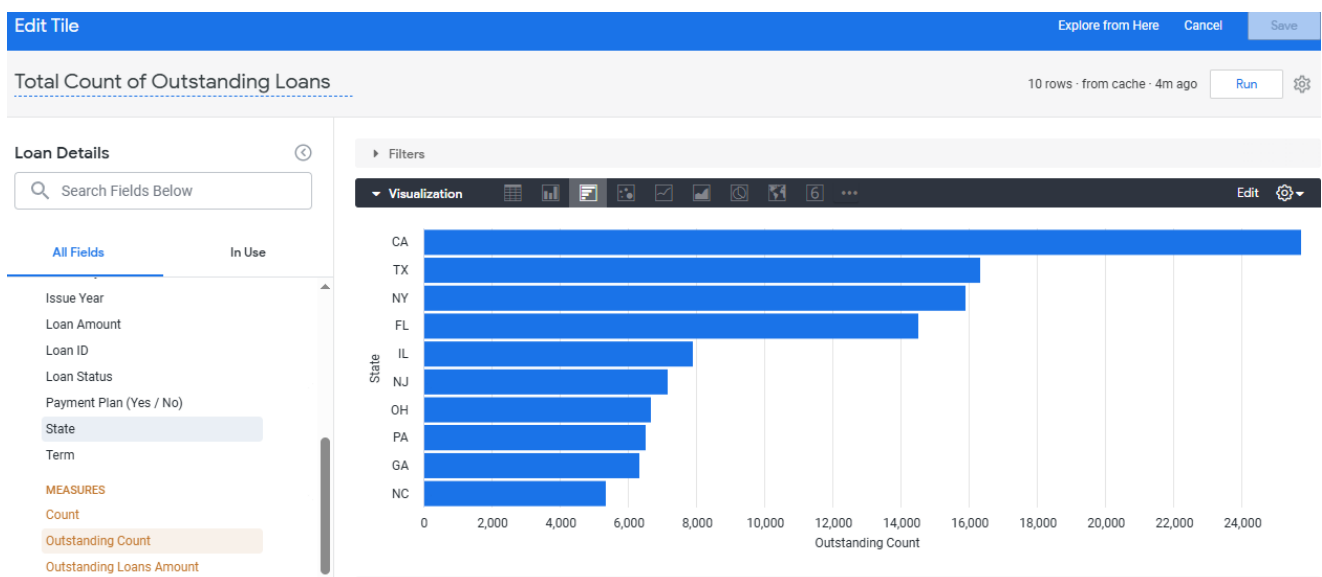 Edit Tile
Explore from Here Cancel Save
Total Count of Outstanding Loans
10 rows · from cache · 4m ago Run
Loan Details
Search Fields Below
All Fields In Use
Issue Year
Loan Amount
Loan ID
Loan Status
Payment Plan (Yes / No)
State
Term
MEASURES
Count
Outstanding Count
Outstanding Loans Amount
Filters
Visualization 6 ... Edit
State
CA
TX
NY
FL
IL
NJ
OH
PA
GA
NC
0 2,000 4,000 6,000 8,000 10,000 12,000 14,000 16,000 18,000 20,000 22,000 24,000
Outstanding Count